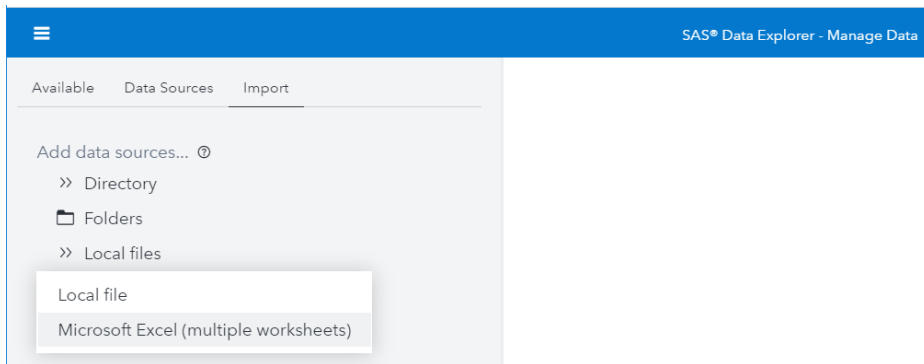 SAS® Data Explorer - Manage Data
Available Data Sources Import
Add data sources...
Directory
Folders
Local files
Local file
Microsoft Excel (multiple worksheets)